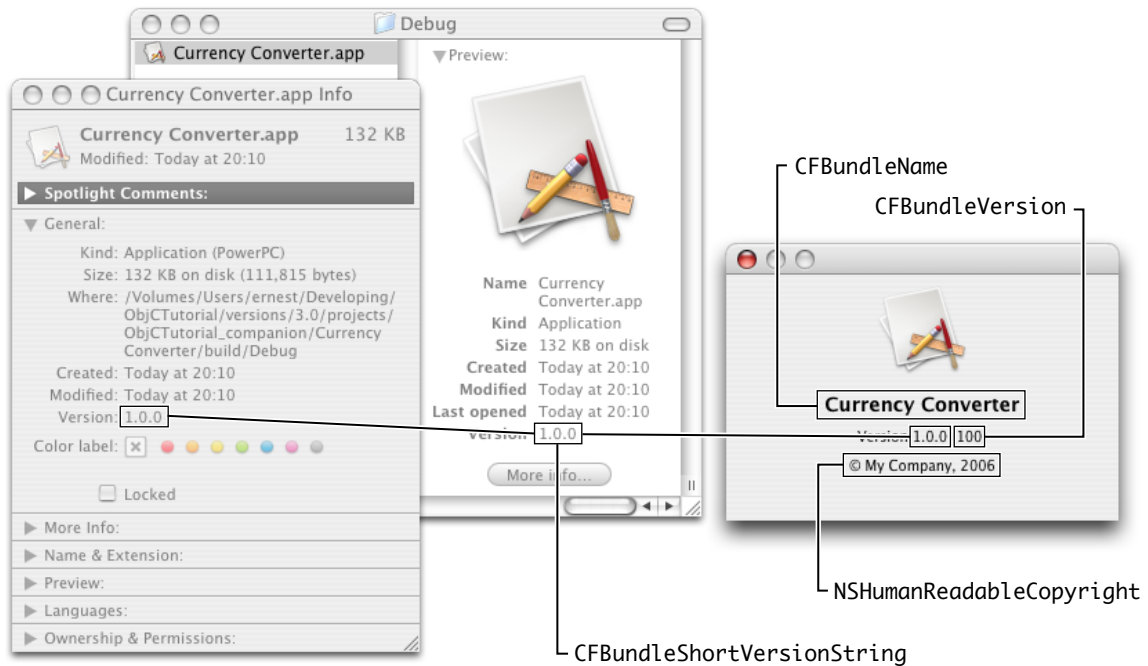 Debug
Currency Converter.app
Preview:
Name Currency
Converter.app
Kind Application
Size 132 KB on disk
Created Today at 20:10
Modified Today at 20:10
Last opened Today at 20:10
Version 1.0.0
More info...
Currency Converter.app Info
Currency Converter.app 132 KB
Modified: Today at 20:10
Spotlight Comments:
General:
Kind: Application (PowerPC)
Size: 132 KB on disk (111,815 bytes)
Where: /Volumes/Users/ernest/Developing/
ObjCTutorial/versions/3.0/projects/
ObjCTutorial_companion/Currency
Converter/build/Debug
Created: Today at 20:10
Modified: Today at 20:10
Version: 1.0.0
Color label:
Locked
More Info:
Name & Extension:
Preview:
Languages:
Ownership & Permissions:
CFBundleName
CFBundleVersion
Currency Converter
Version 1.0.0 100
© My Company, 2006
NSHumanReadableCopyright
CFBundleShortVersionString